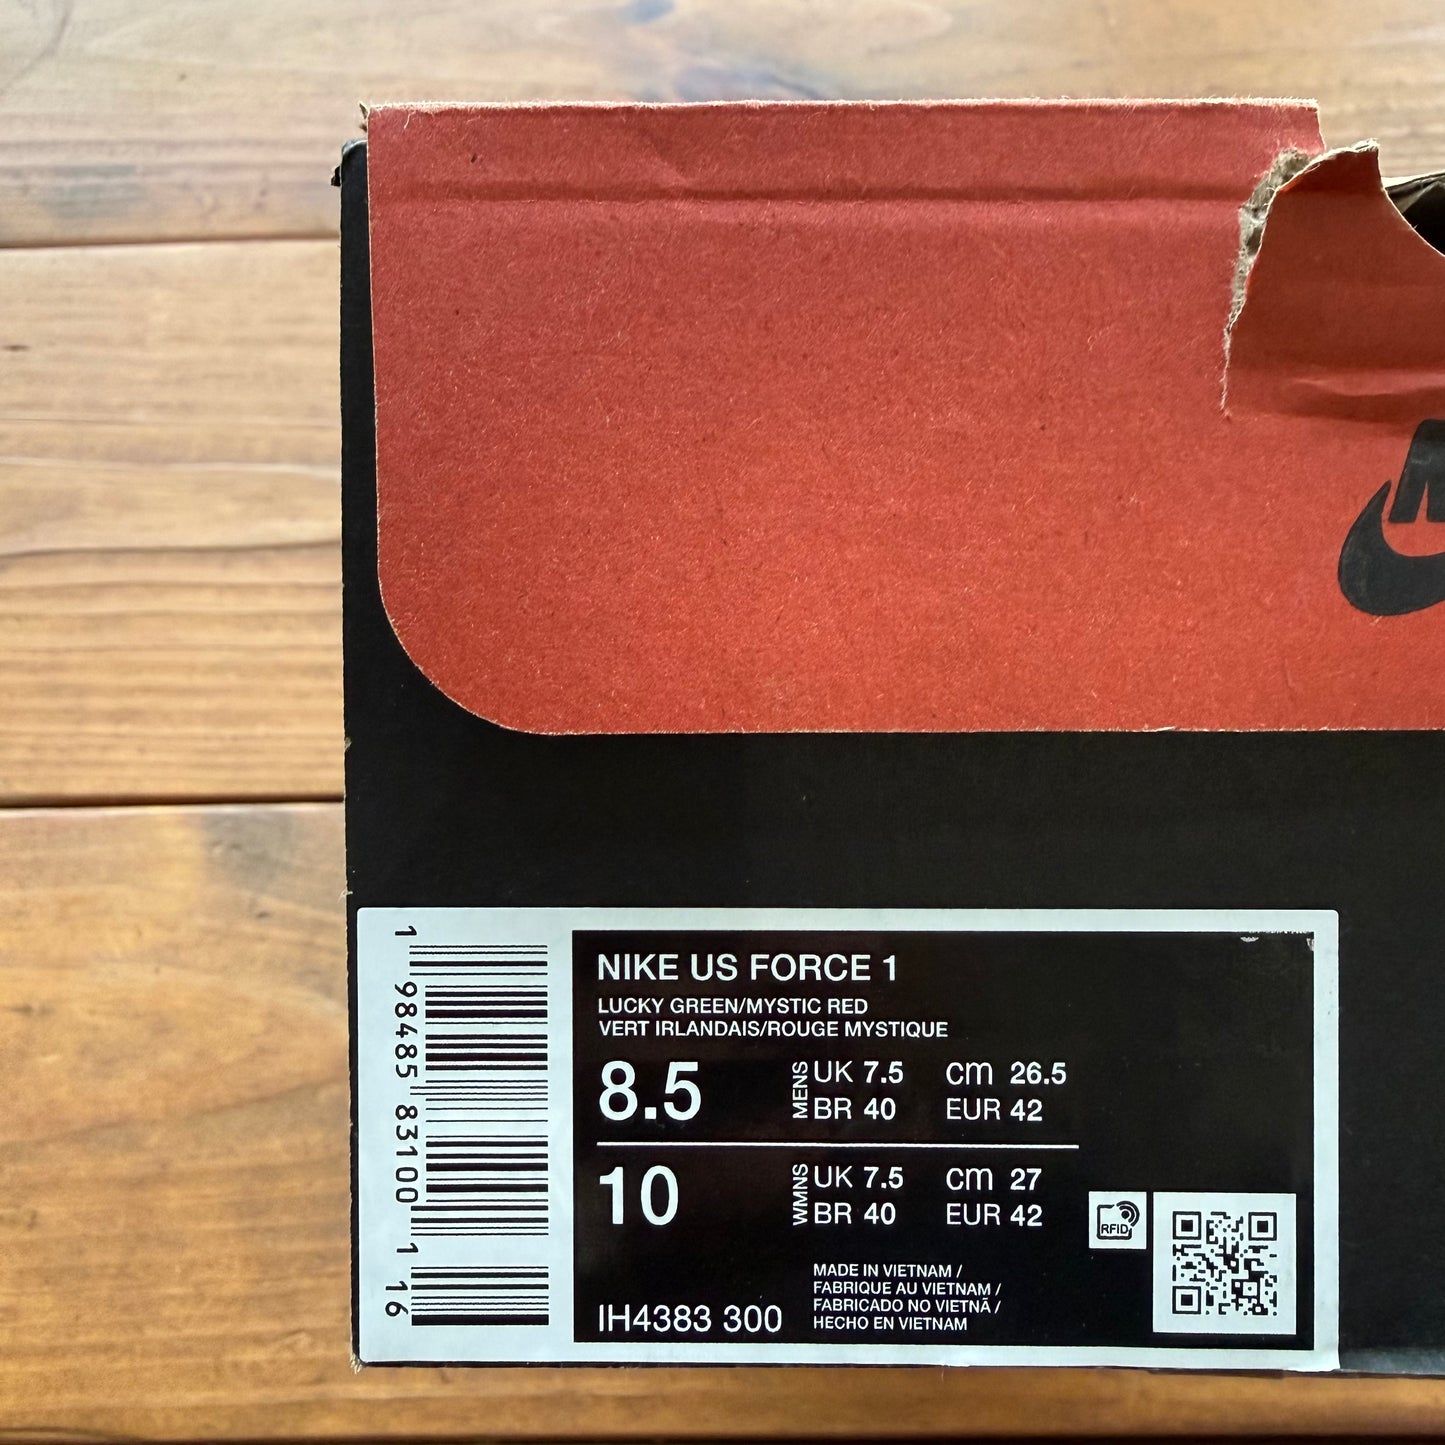 NIKE US FORCE 1
LUCKY GREEN/MYSTIC RED
VERT IRLANDAIS/ROUGE MYSTIQUE
8.5 MENS UK 7.5 cm 26.5
BR 40 EUR 42
10 WMNS UK 7.5 cm 27
BR 40 EUR 42
RFID
IH4383 300
MADE IN VIETNAM /
FABRIQUE AU VIETNAM /
FABRICADO NO VIETNÃ /
HECHO EN VIETNAM
1 98485 83100 1 16